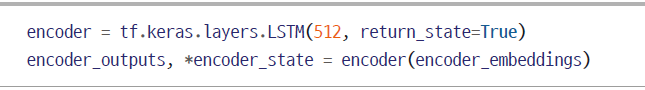 encoder = tf.keras.layers.LSTM(512, return_state=True)
encoder_outputs, *encoder_state = encoder(encoder_embeddings)